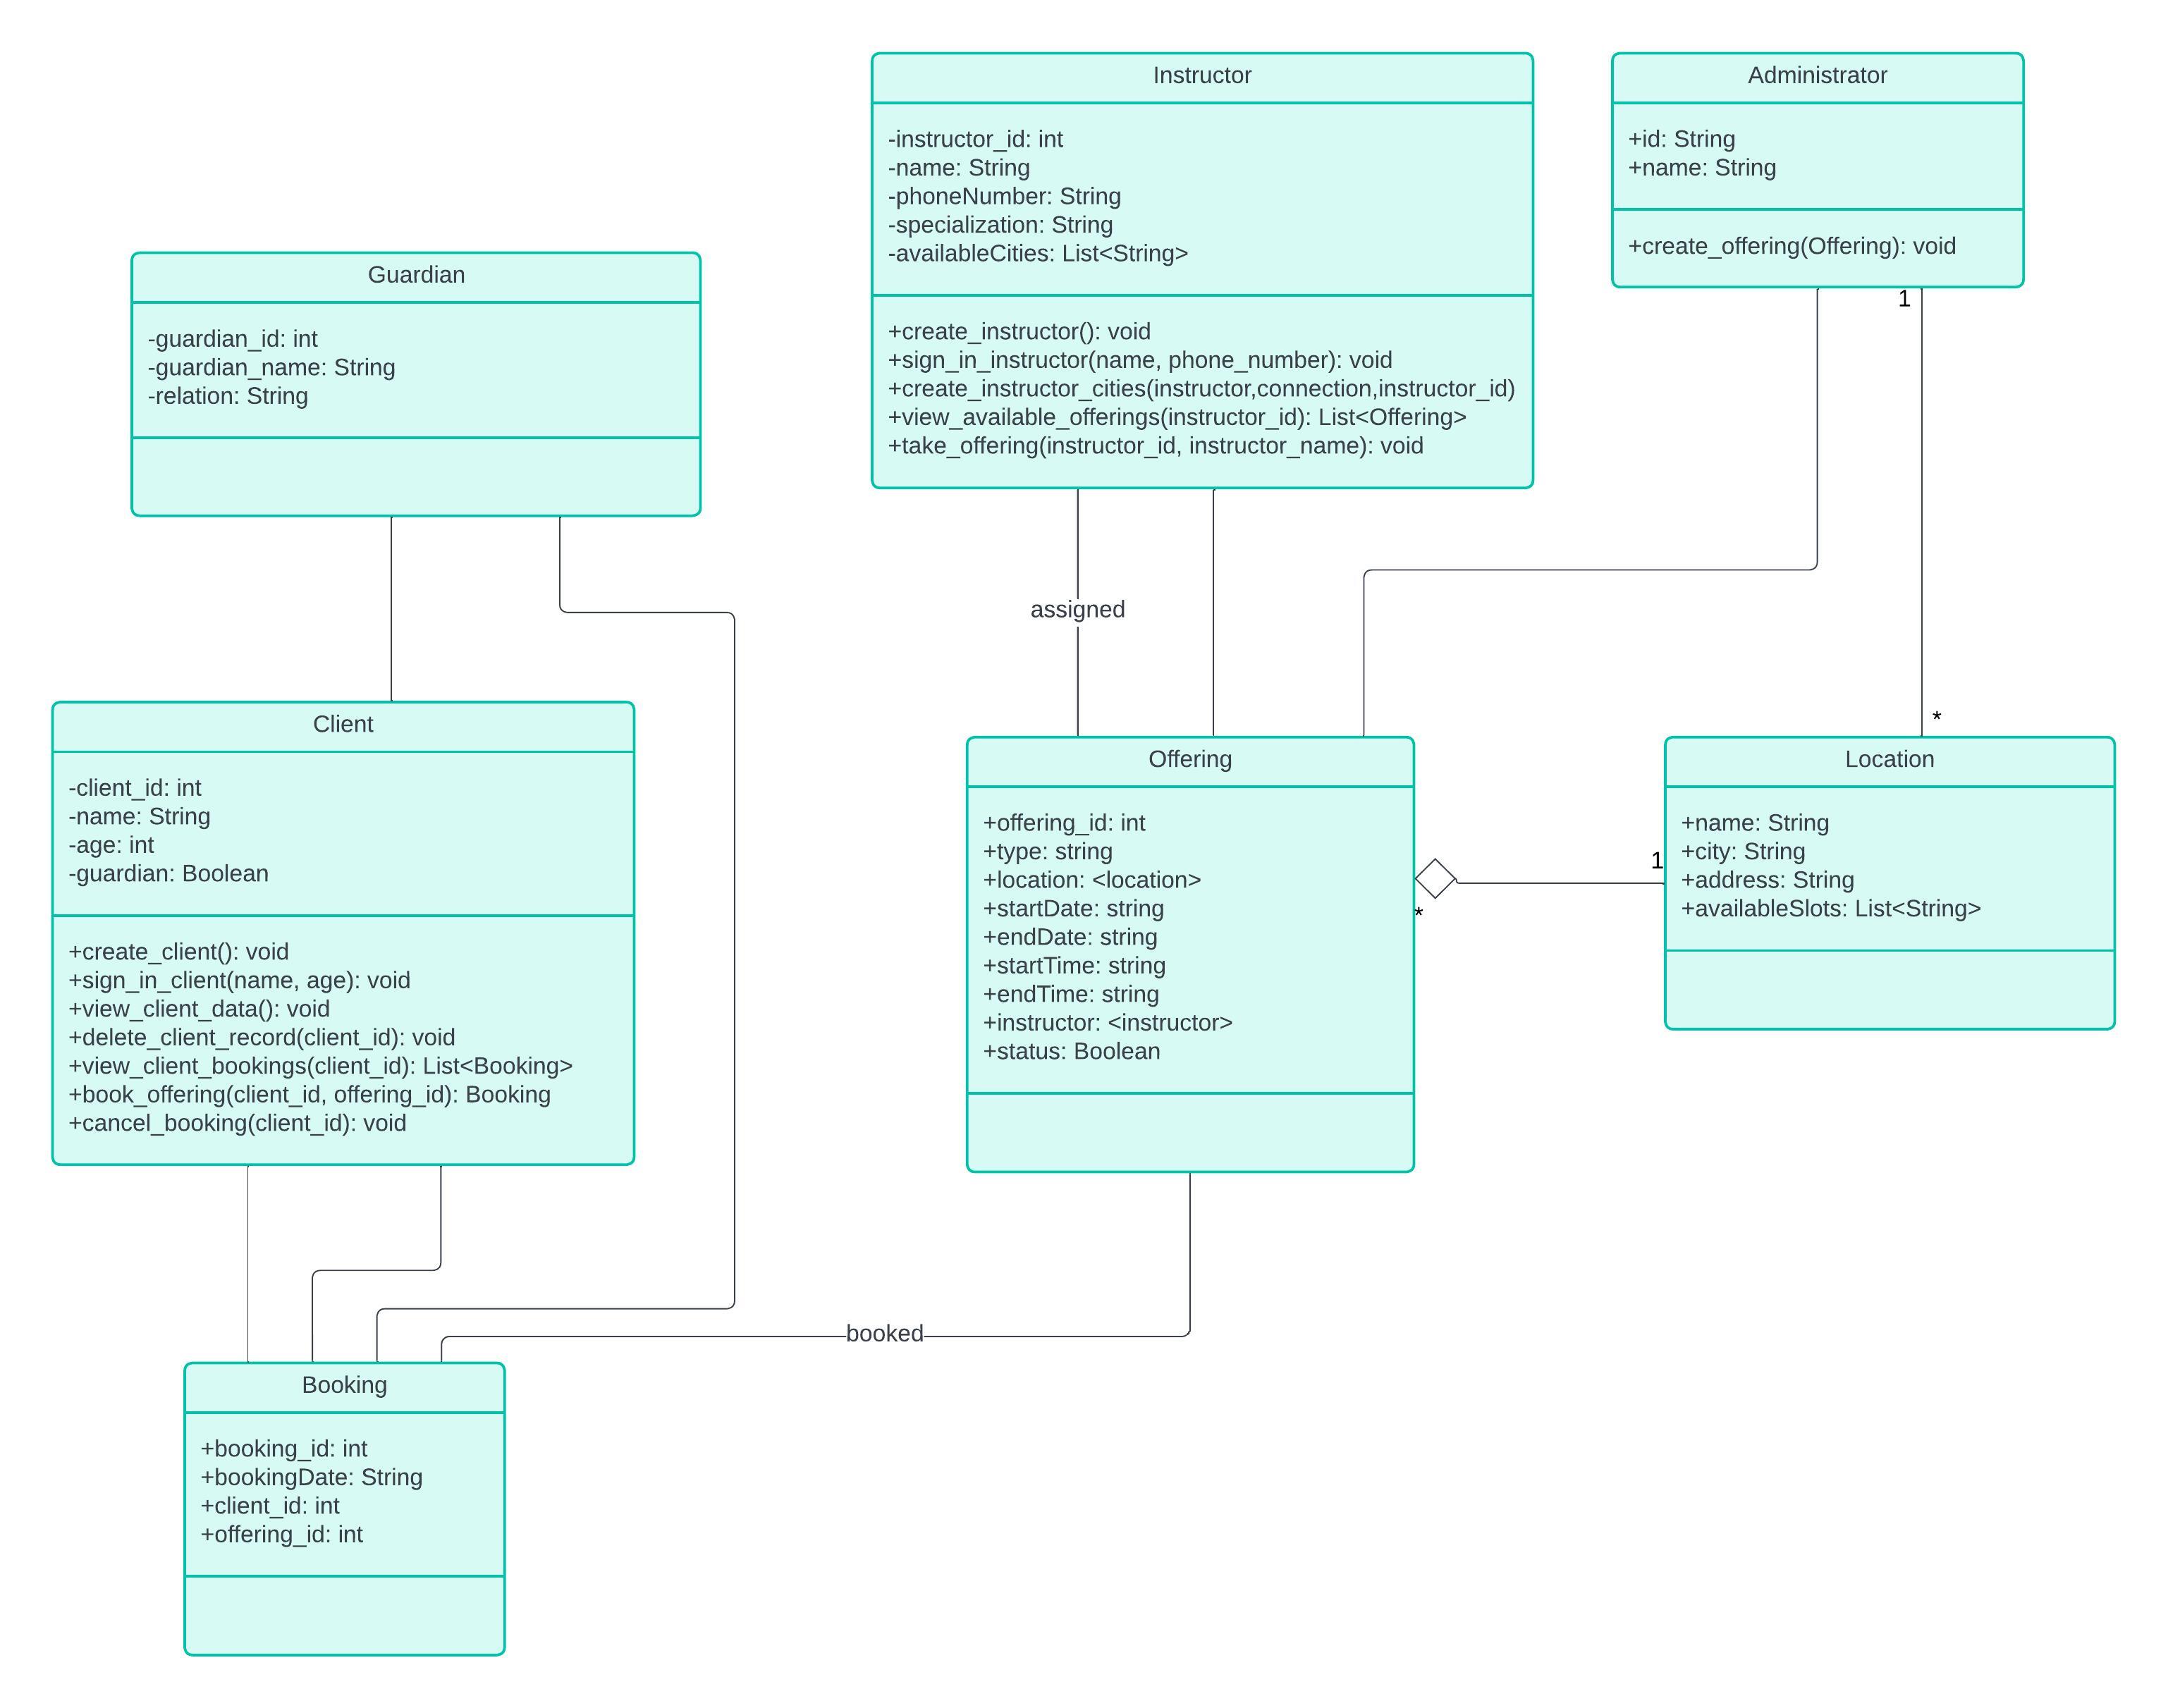 Instructor
-instructor_id: int
-name: String
-phoneNumber: String
-specialization: String
-availableCities: List<String>
+create_instructor(): void
+sign_in_instructor(name, phone_number): void
+create_instructor_cities(instructor,connection,instructor_id)
+view_available_offerings(instructor_id): List<Offering>
+take_offering(instructor_id, instructor_name): void
Administrator
+id: String
+name: String
+create_offering(Offering): void
1
Guardian
-guardian_id: int
-guardian_name: String
-relation: String
assigned
*
Client
-client_id: int
-name: String
-age: int
-guardian: Boolean
+create_client(): void
+sign_in_client(name, age): void
+view_client_data(): void
+delete_client_record(client_id): void
+view_client_bookings(client_id): List<Booking>
+book_offering(client_id, offering_id): Booking
+cancel_booking(client_id): void
Offering
+offering_id: int
+type: string
+location: <location>
+startDate: string
+endDate: string
+startTime: string
+endTime: string
+instructor: <instructor>
+status: Boolean
*
1
Location
+name: String
+city: String
+address: String
+availableSlots: List<String>
booked
Booking
+booking_id: int
+bookingDate: String
+client_id: int
+offering_id: int